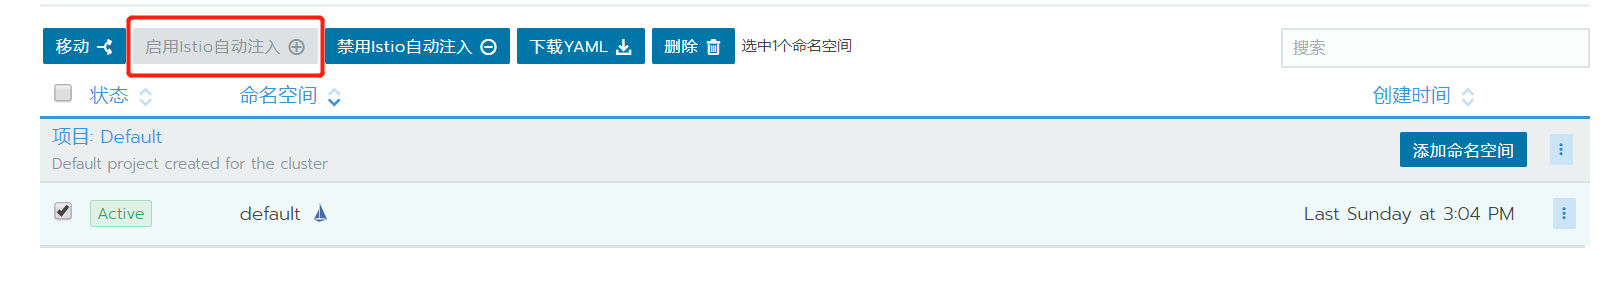 移动 启用Istio自动注入 禁用Istio自动注入 下载YAML 删除 选中1个命名空间 搜索
状态 命名空间 创建时间
项目: Default
Default project created for the cluster
添加命名空间
Active default Last Sunday at 3:04 PM